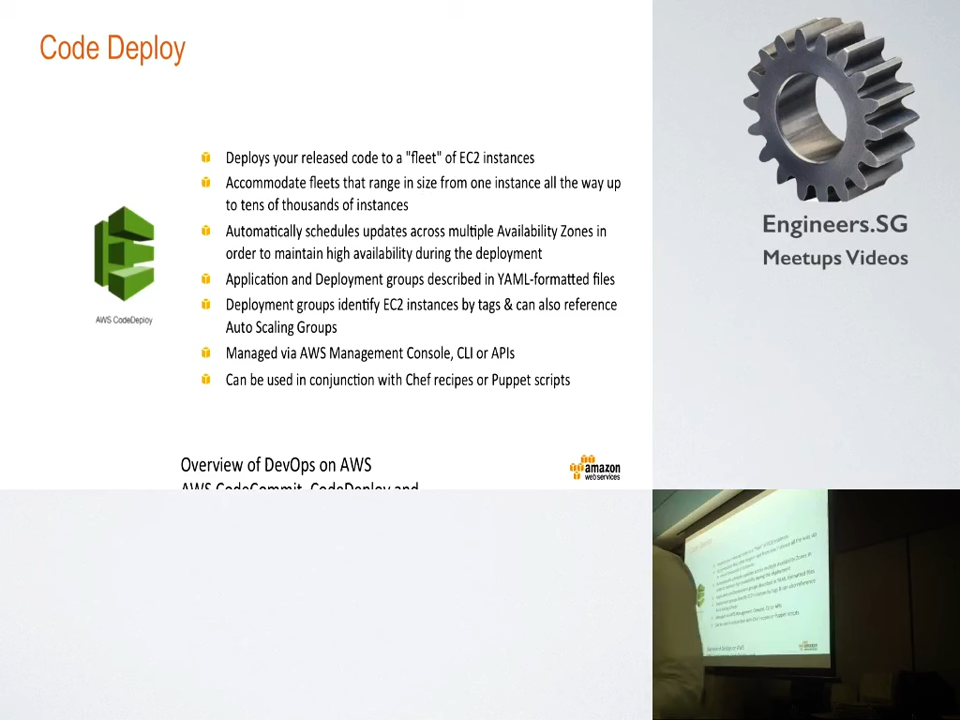 Code Deploy
Deploys your released code to a "fleet" of EC2 instances
Accommodate fleets that range in size from one instance all the way up
to tens of thousands of instances
Automatically schedules updates across multiple Availability Zones in
order to maintain high availability during the deployment
Application and Deployment groups described in YAML-formatted files
Deployment groups identify EC2 instances by tags & can also reference
Auto Scaling Groups
Managed via AWS Management Console, CLI or APIs
Can be used in conjunction with Chef recipes or Puppet scripts
AWS CodeDeploy
Overview of DevOps on AWS
AWS CodeCommit, CodeDeploy and
amazon
web services
Engineers.SG
Meetups Videos